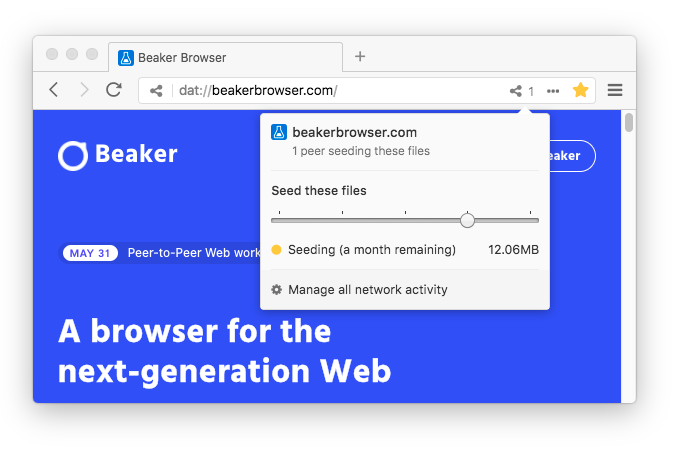 Beaker Browser
dat://beakerbrowser.com/
1
beakerbrowser.com
1 peer seeding these files
Beaker
eaker
Seed these files
MAY 31 Peer-to-Peer Web work
Seeding (a month remaining) 12.06MB
Manage all network activity
A browser for the
next-generation Web